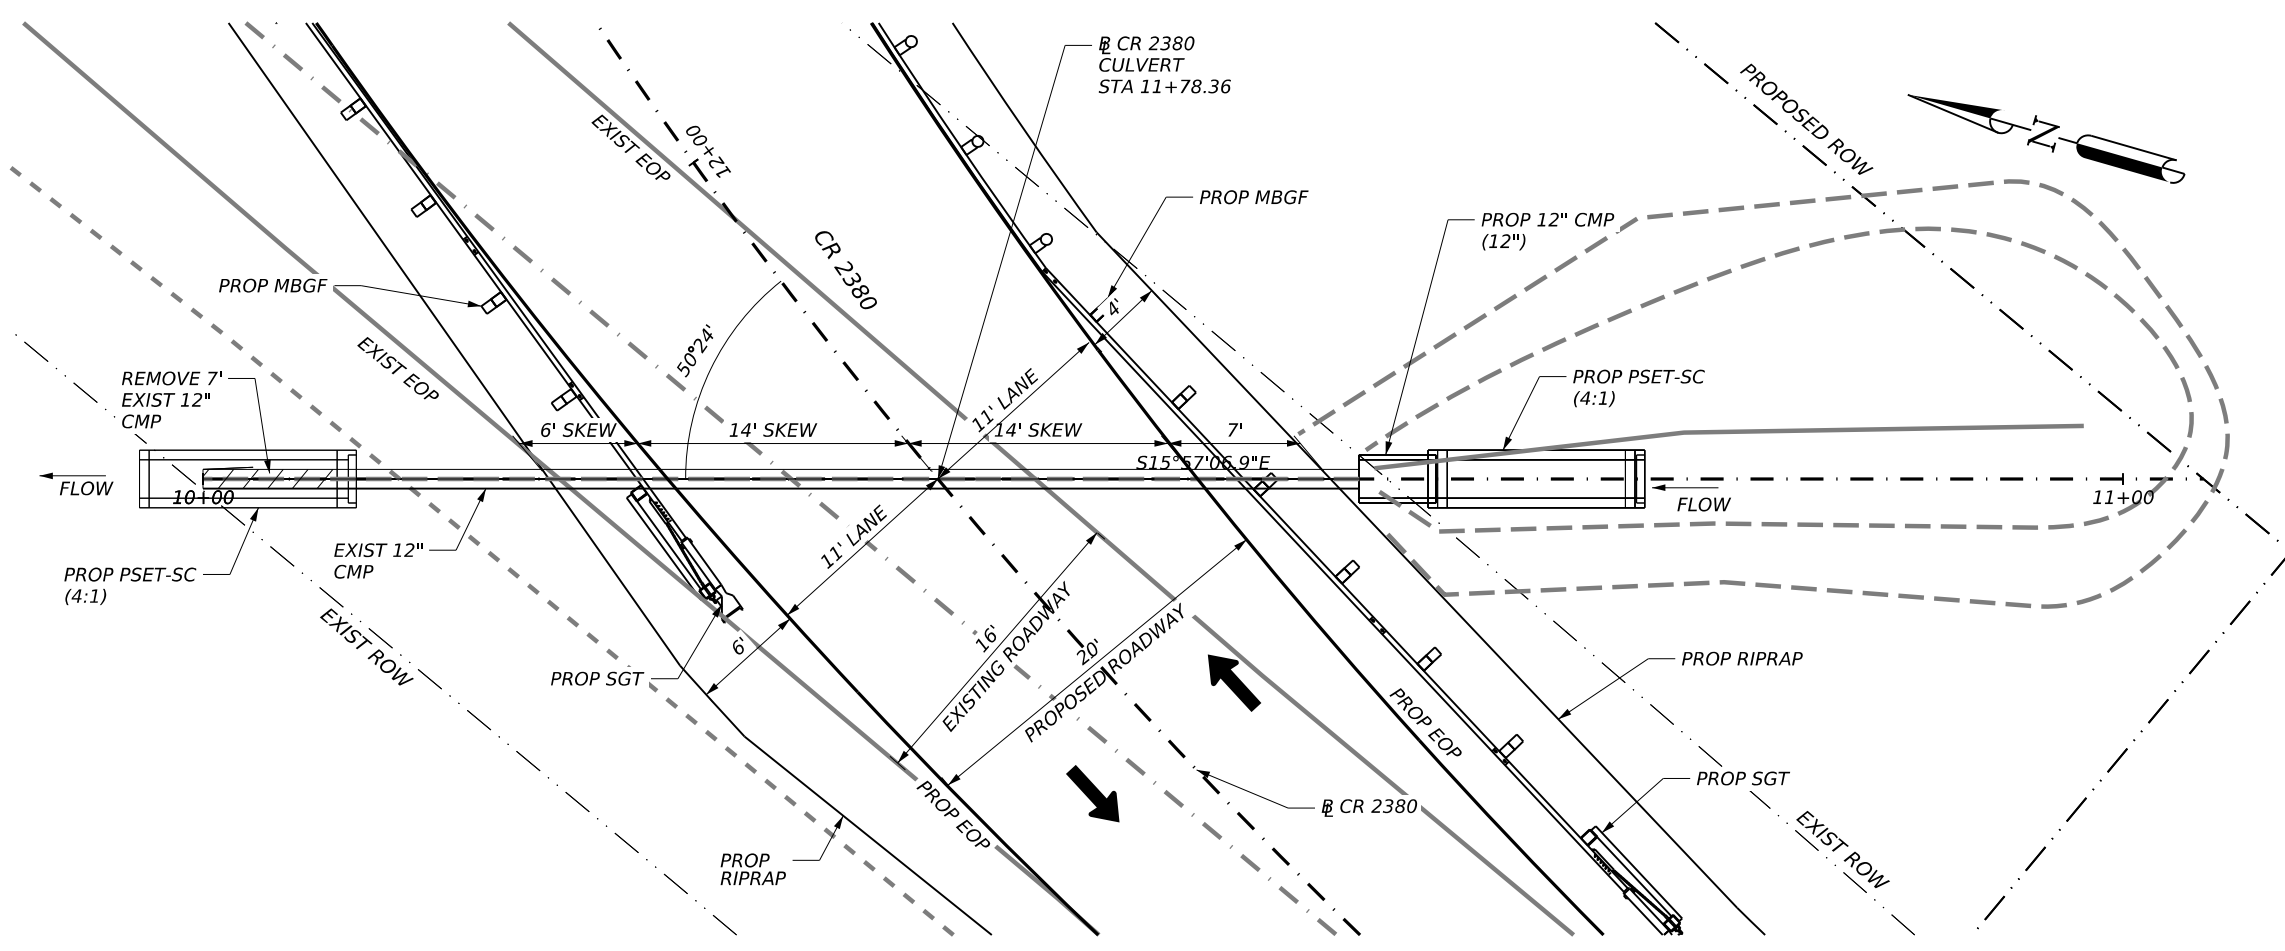 ℄ CR 2380
CULVERT
STA 11+78.36
PROPOSED ROW
N
EXIST EOP
12+00
PROP MBGF
PROP 12" CMP
(12")
CR 2380
PROP MBGF
4'
50°24'
EXIST EOP
REMOVE 7'
EXIST 12"
CMP
11' LANE
PROP PSET-SC
(4:1)
6' SKEW
14' SKEW
14' SKEW
7'
S15°57'06.9"E
FLOW
10+00
11+00
FLOW
EXIST 12"
CMP
11' LANE
PROP PSET-SC
(4:1)
EXIST ROW
6'
PROP SGT
16'
EXISTING ROADWAY
20'
PROPOSED ROADWAY
PROP RIPRAP
PROP EOP
PROP SGT
℄ CR 2380
PROP EOP
EXIST ROW
PROP
RIPRAP